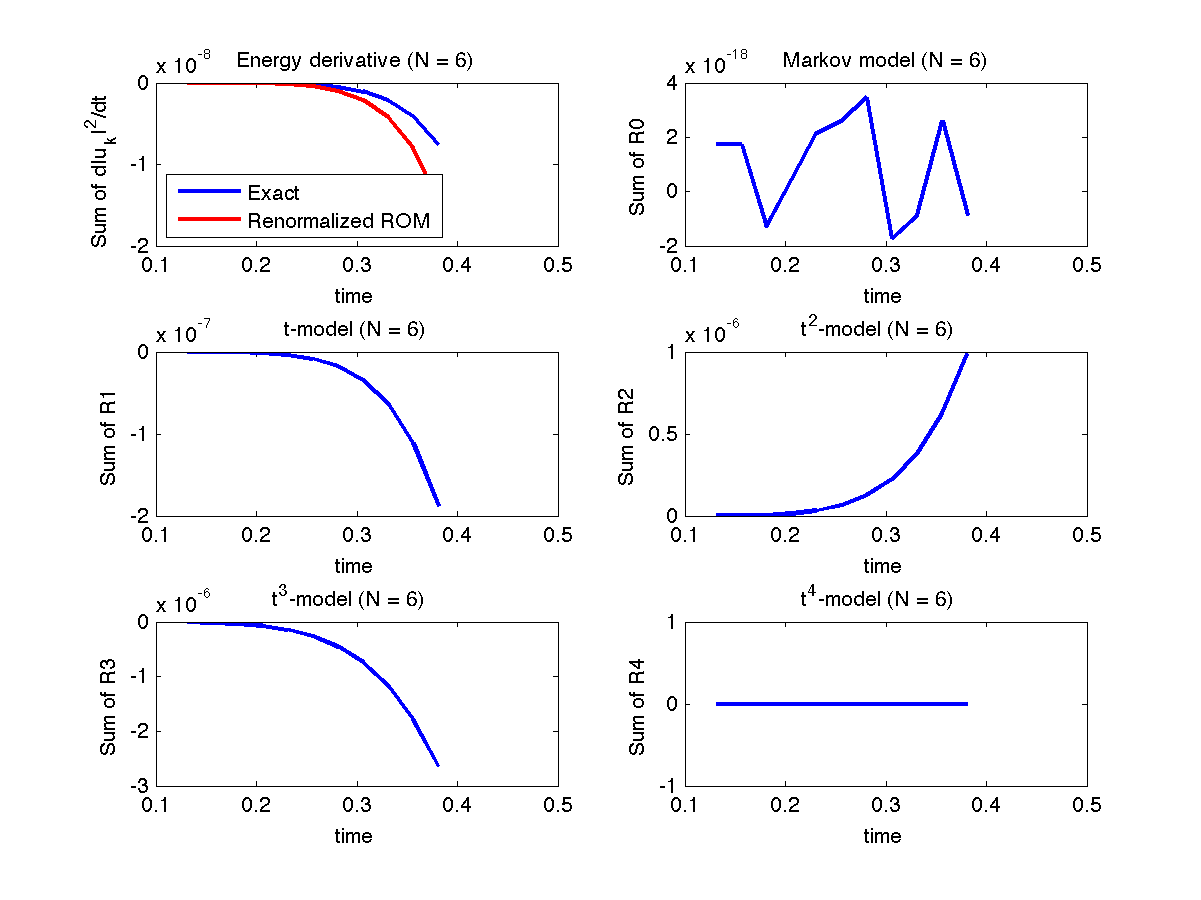 x 10^-8
Energy derivative (N = 6)
0
-1
-2
Sum of d|u_k|^2/dt
Exact
Renormalized ROM
0.1 0.2 0.3 0.4 0.5
time
x 10^-18
Markov model (N = 6)
4
2
0
-2
Sum of R0
0.1 0.2 0.3 0.4 0.5
time
x 10^-7
t-model (N = 6)
0
-1
-2
Sum of R1
0.1 0.2 0.3 0.4 0.5
time
x 10^-6
t^2-model (N = 6)
1
0.5
0
Sum of R2
0.1 0.2 0.3 0.4 0.5
time
x 10^-6
t^3-model (N = 6)
0
-1
-2
-3
Sum of R3
0.1 0.2 0.3 0.4 0.5
time
t^4-model (N = 6)
1
0
-1
Sum of R4
0.1 0.2 0.3 0.4 0.5
time